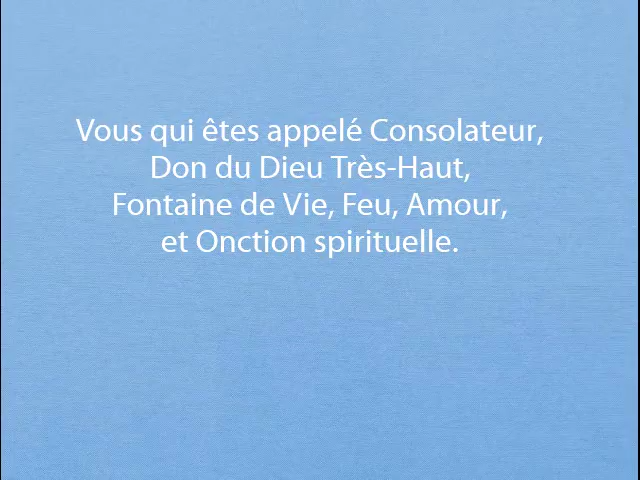 Vous qui êtes appelé Consolateur,
Don du Dieu Très-Haut,
Fontaine de Vie, Feu, Amour,
et Onction spirituelle.